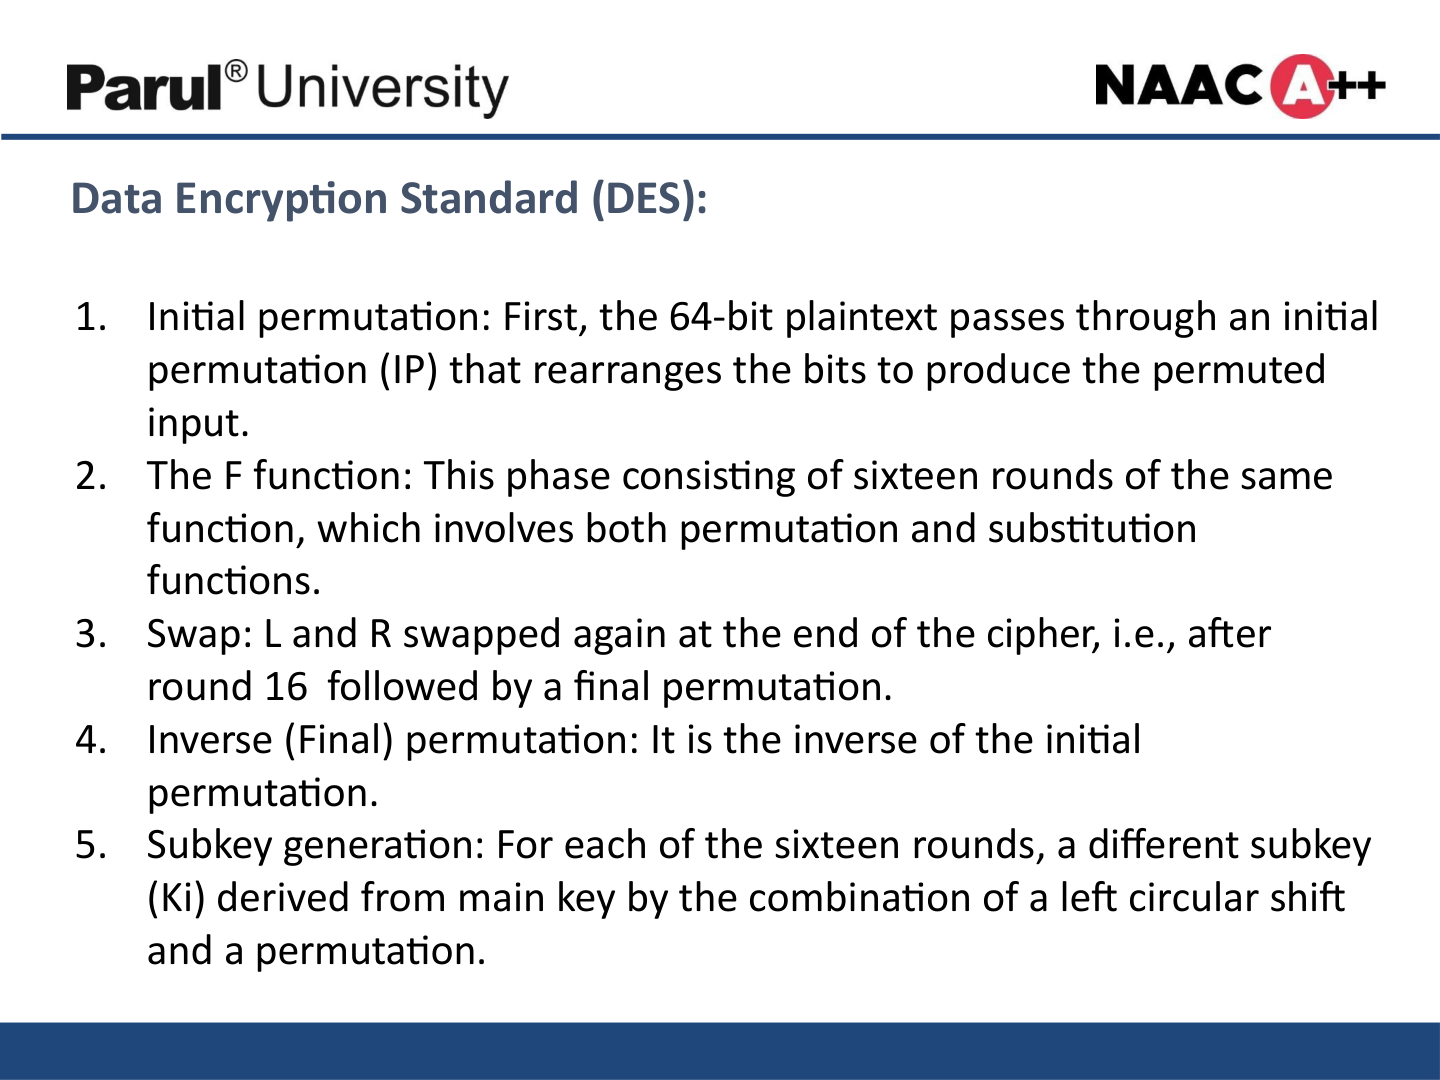 Parul® University
NAAC A++
Data Encryption Standard (DES):
1. Initial permutation: First, the 64-bit plaintext passes through an initial
permutation (IP) that rearranges the bits to produce the permuted
input.
2. The F function: This phase consisting of sixteen rounds of the same
function, which involves both permutation and substitution
functions.
3. Swap: L and R swapped again at the end of the cipher, i.e., after
round 16  followed by a final permutation.
4. Inverse (Final) permutation: It is the inverse of the initial
permutation.
5. Subkey generation: For each of the sixteen rounds, a different subkey
(Ki) derived from main key by the combination of a left circular shift
and a permutation.